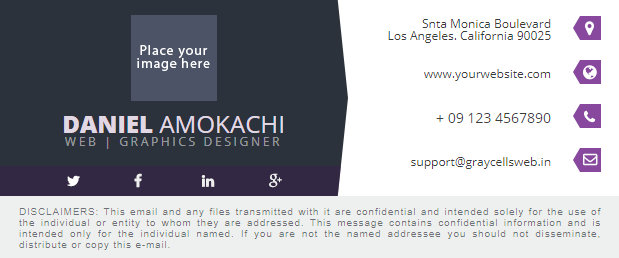 Place your
image here
DANIEL AMOKACHI
WEB | GRAPHICS DESIGNER
Snta Monica Boulevard
Los Angeles. California 90025
www.yourwebsite.com
+ 09 123 4567890
support@graycellsweb.in
DISCLAIMERS: This email and any files transmitted with it are confidential and intended solely for the use of
the individual or entity to whom they are addressed. This message contains confidential information and is
intended only for the individual named. If you are not the named addressee you should not disseminate,
distribute or copy this e-mail.